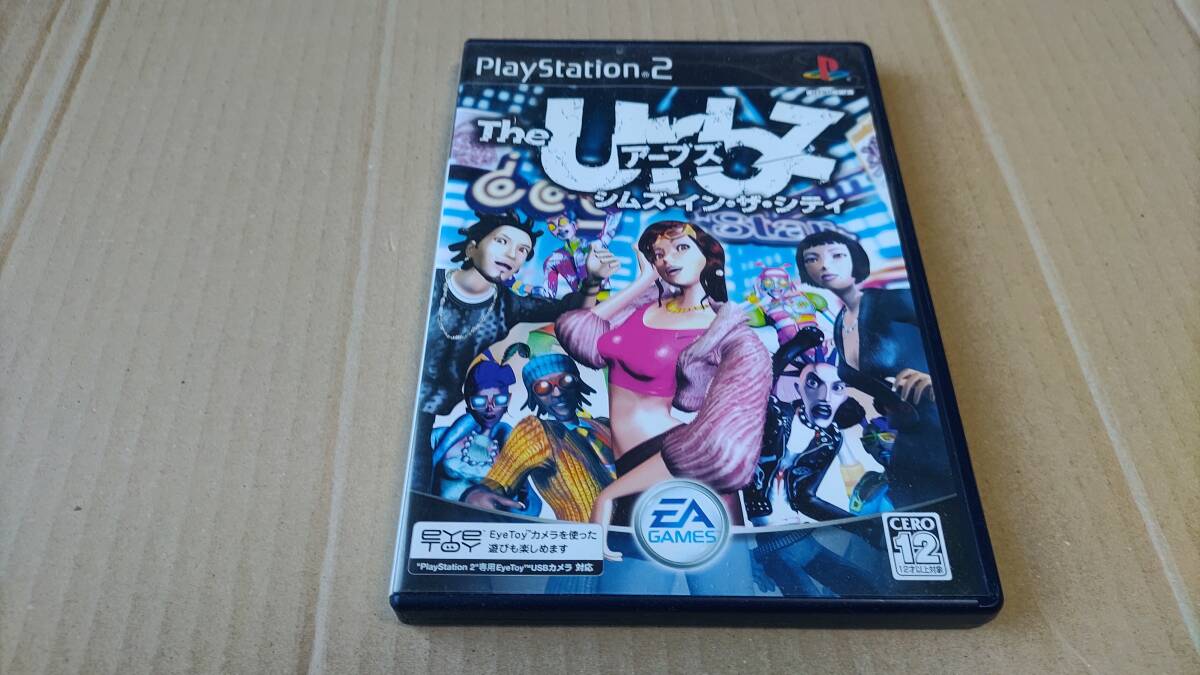 PlayStation®2
The Urbz
アーブス
シムズ・イン・ザ・シティ
Star
EYE TOY™
EyeToy™カメラを使った
遊びも楽しめます
"PlayStation 2"専用EyeToy™USBカメラ 対応
EA
GAMES
CERO
12
12才以上対象